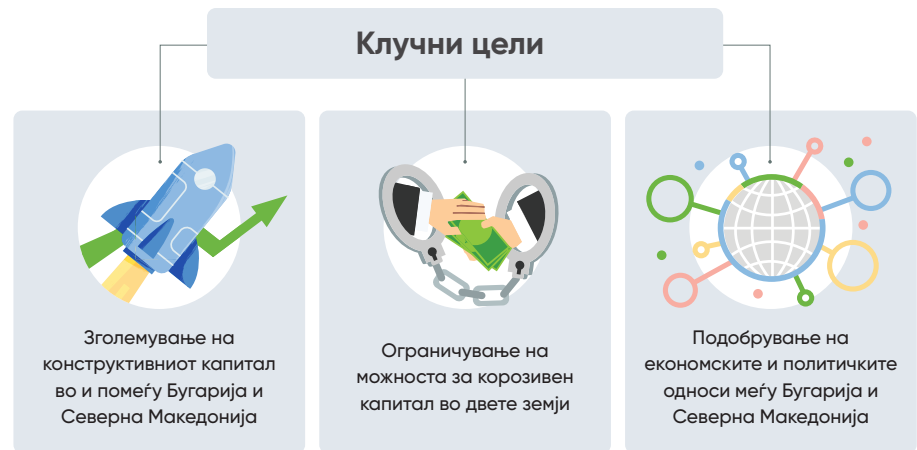 Клучни цели
Зголемување на
конструктивниот капитал
во и помеѓу Бугарија и
Северна Македонија
Ограничување на
можноста за корозивен
капитал во двете земји
Подобрување на
економските и политичките
односи меѓу Бугарија и
Северна Македонија